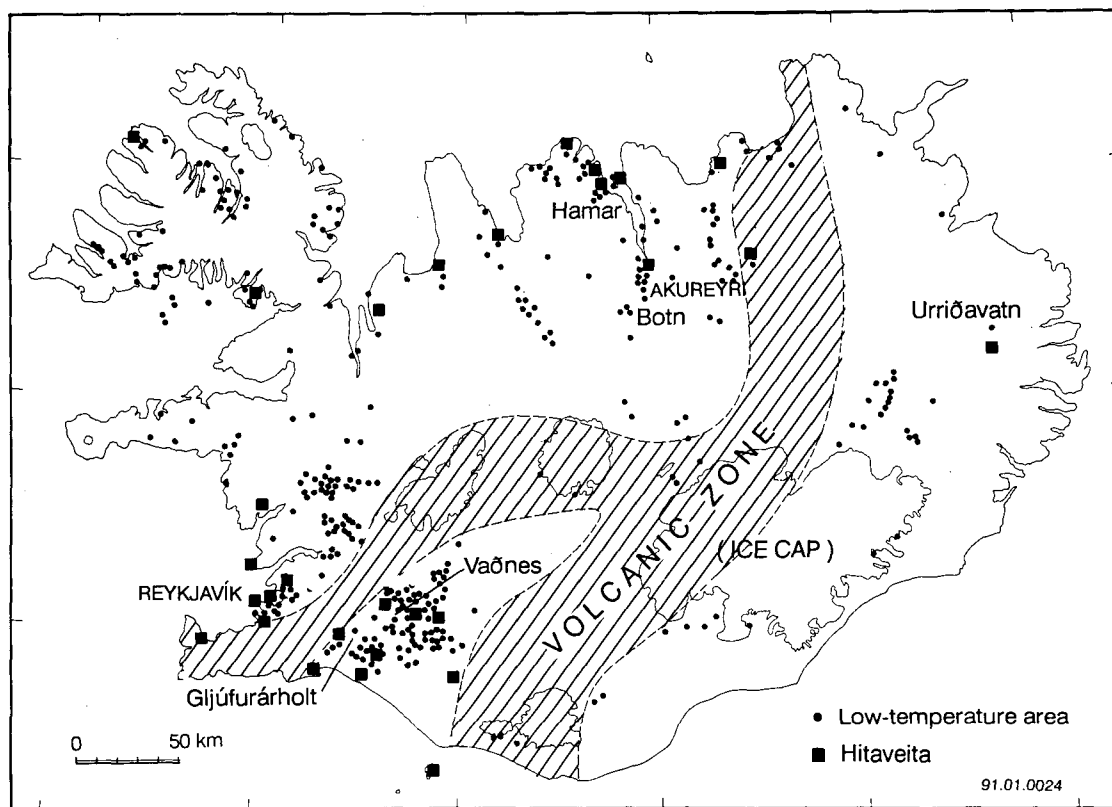 Hamar
AKUREYRI
Botn
Urriðavatn
VOLCANIC ZONE
(ICE CAP)
Vaðnes
REYKJAVÍK
Gljúfurárholt
0 50 km
Low-temperature area
Hitaveita
91.01.0024